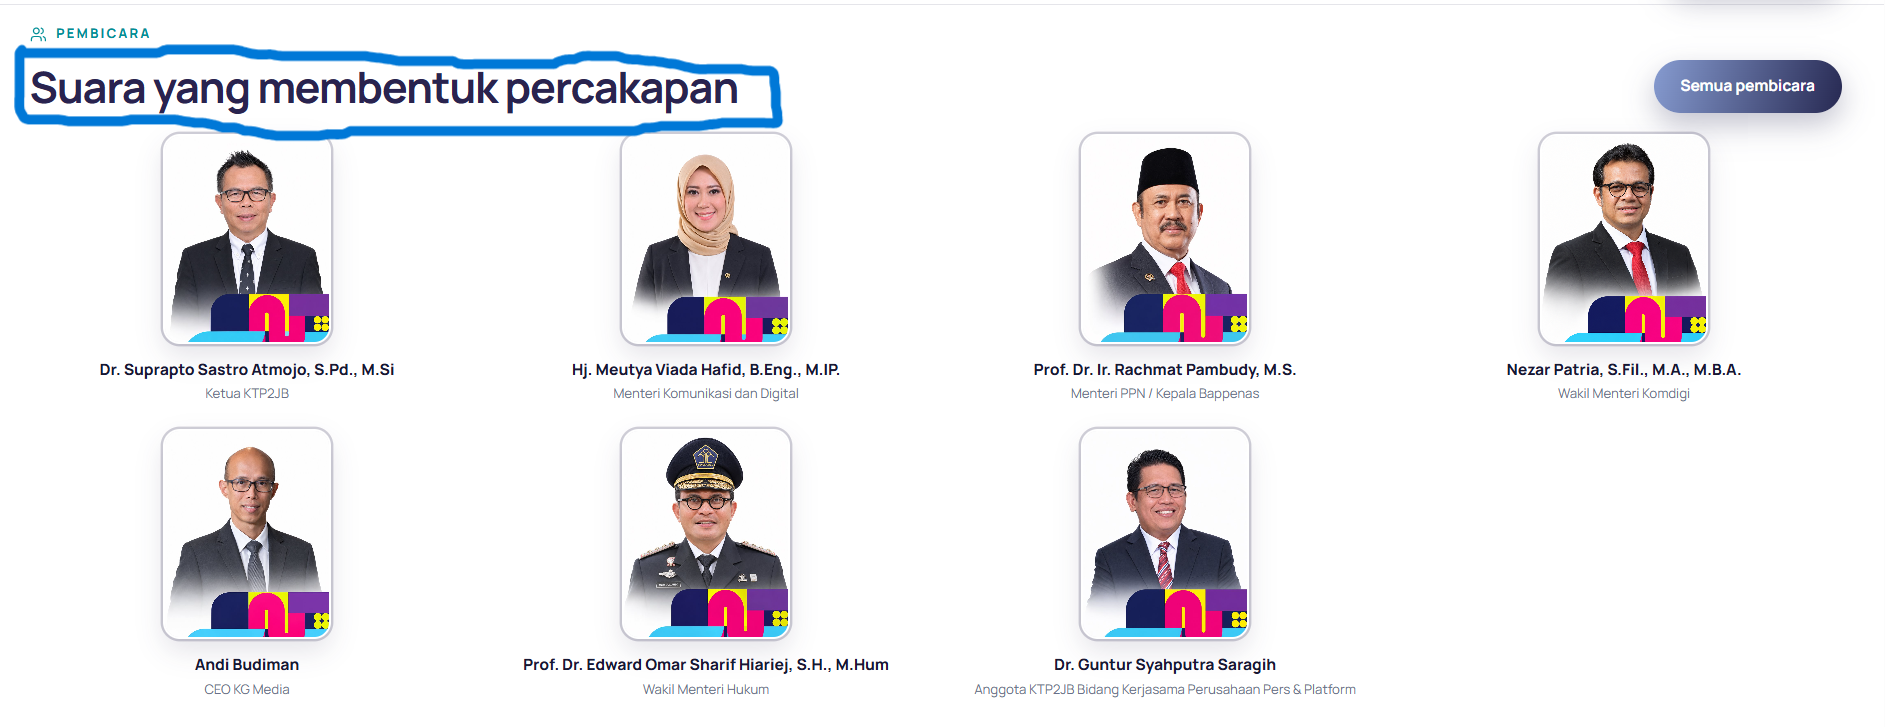 PEMBICARA
Suara yang membentuk percakapan
Semua pembicara
Dr. Suprapto Sastro Atmojo, S.Pd., M.Si
Ketua KTP2JB
Hj. Meutya Viada Hafid, B.Eng., M.IP.
Menteri Komunikasi dan Digital
Prof. Dr. Ir. Rachmat Pambudy, M.S.
Menteri PPN / Kepala Bappenas
Nezar Patria, S.Fil., M.A., M.B.A.
Wakil Menteri Komdigi
Andi Budiman
CEO KG Media
Prof. Dr. Edward Omar Sharif Hiariej, S.H., M.Hum
Wakil Menteri Hukum
Dr. Guntur Syahputra Saragih
Anggota KTP2JB Bidang Kerjasama Perusahaan Pers & Platform